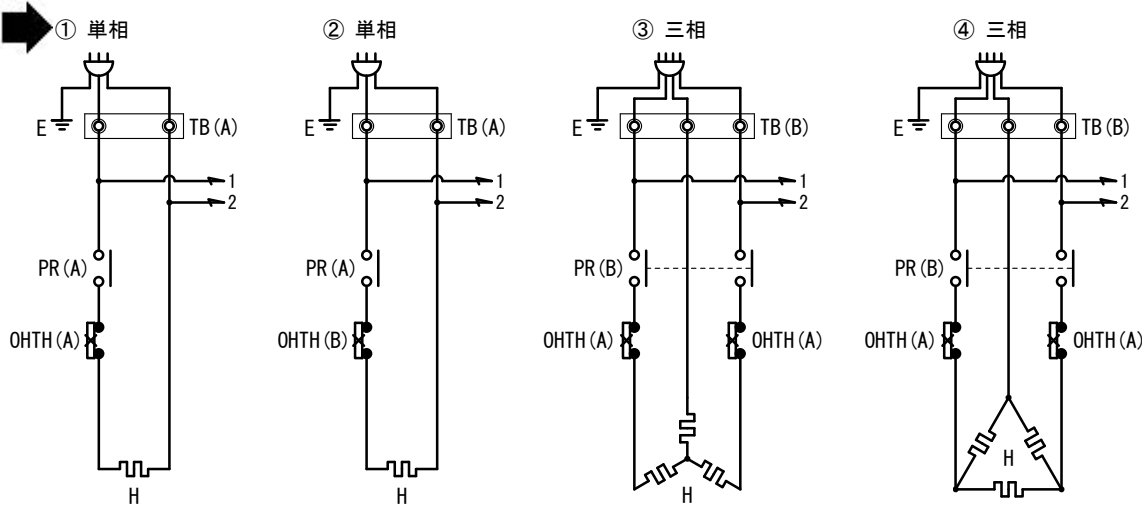 ① 単相
E
TB(A)
1
2
PR(A)
OHTH(A)
H
② 単相
E
TB(A)
1
2
PR(A)
OHTH(B)
H
③ 三相
E
TB(B)
1
2
PR(B)
OHTH(A)
OHTH(A)
H
④ 三相
E
TB(B)
1
2
PR(B)
OHTH(A)
OHTH(A)
H